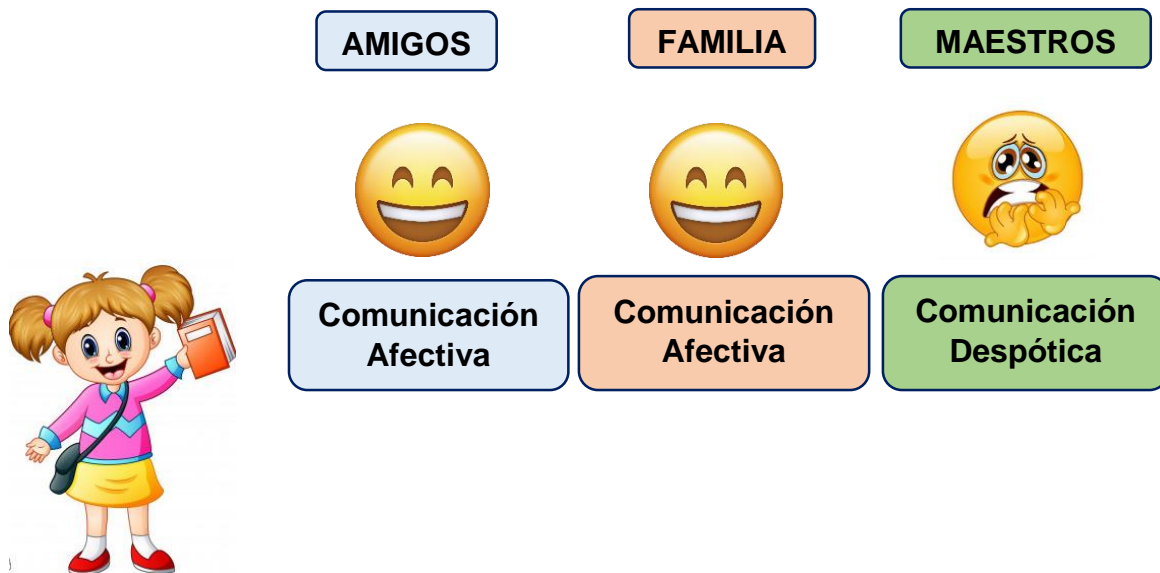 AMIGOS
FAMILIA
MAESTROS
Comunicación
Afectiva
Comunicación
Afectiva
Comunicación
Despótica